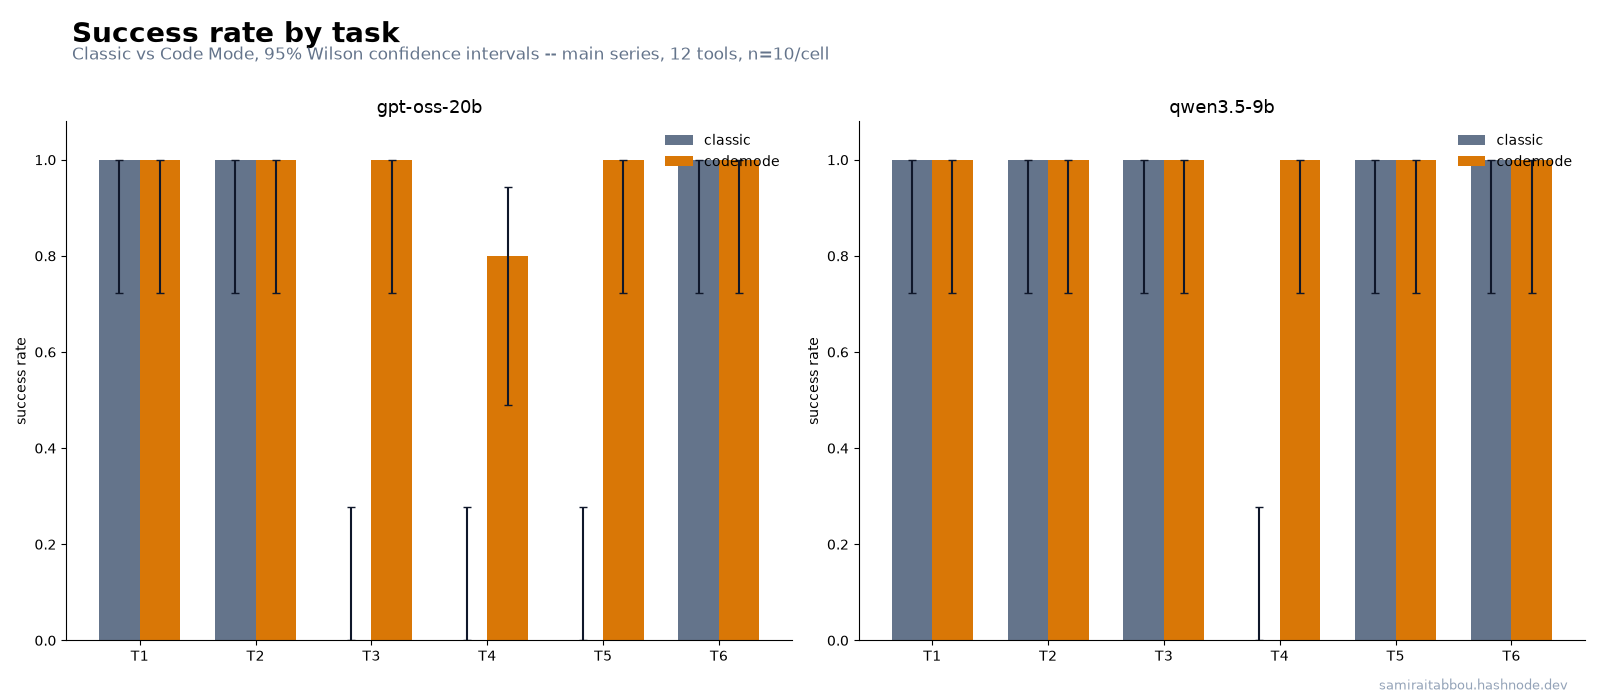 Success rate by task
Classic vs Code Mode, 95% Wilson confidence intervals -- main series, 12 tools, n=10/cell
gpt-oss-20b
classic
codemode
success rate
1.0
0.8
0.6
0.4
0.2
0.0
T1 T2 T3 T4 T5 T6
qwen3.5-9b
classic
codemode
success rate
1.0
0.8
0.6
0.4
0.2
0.0
T1 T2 T3 T4 T5 T6
samiraitabbou.hashnode.dev